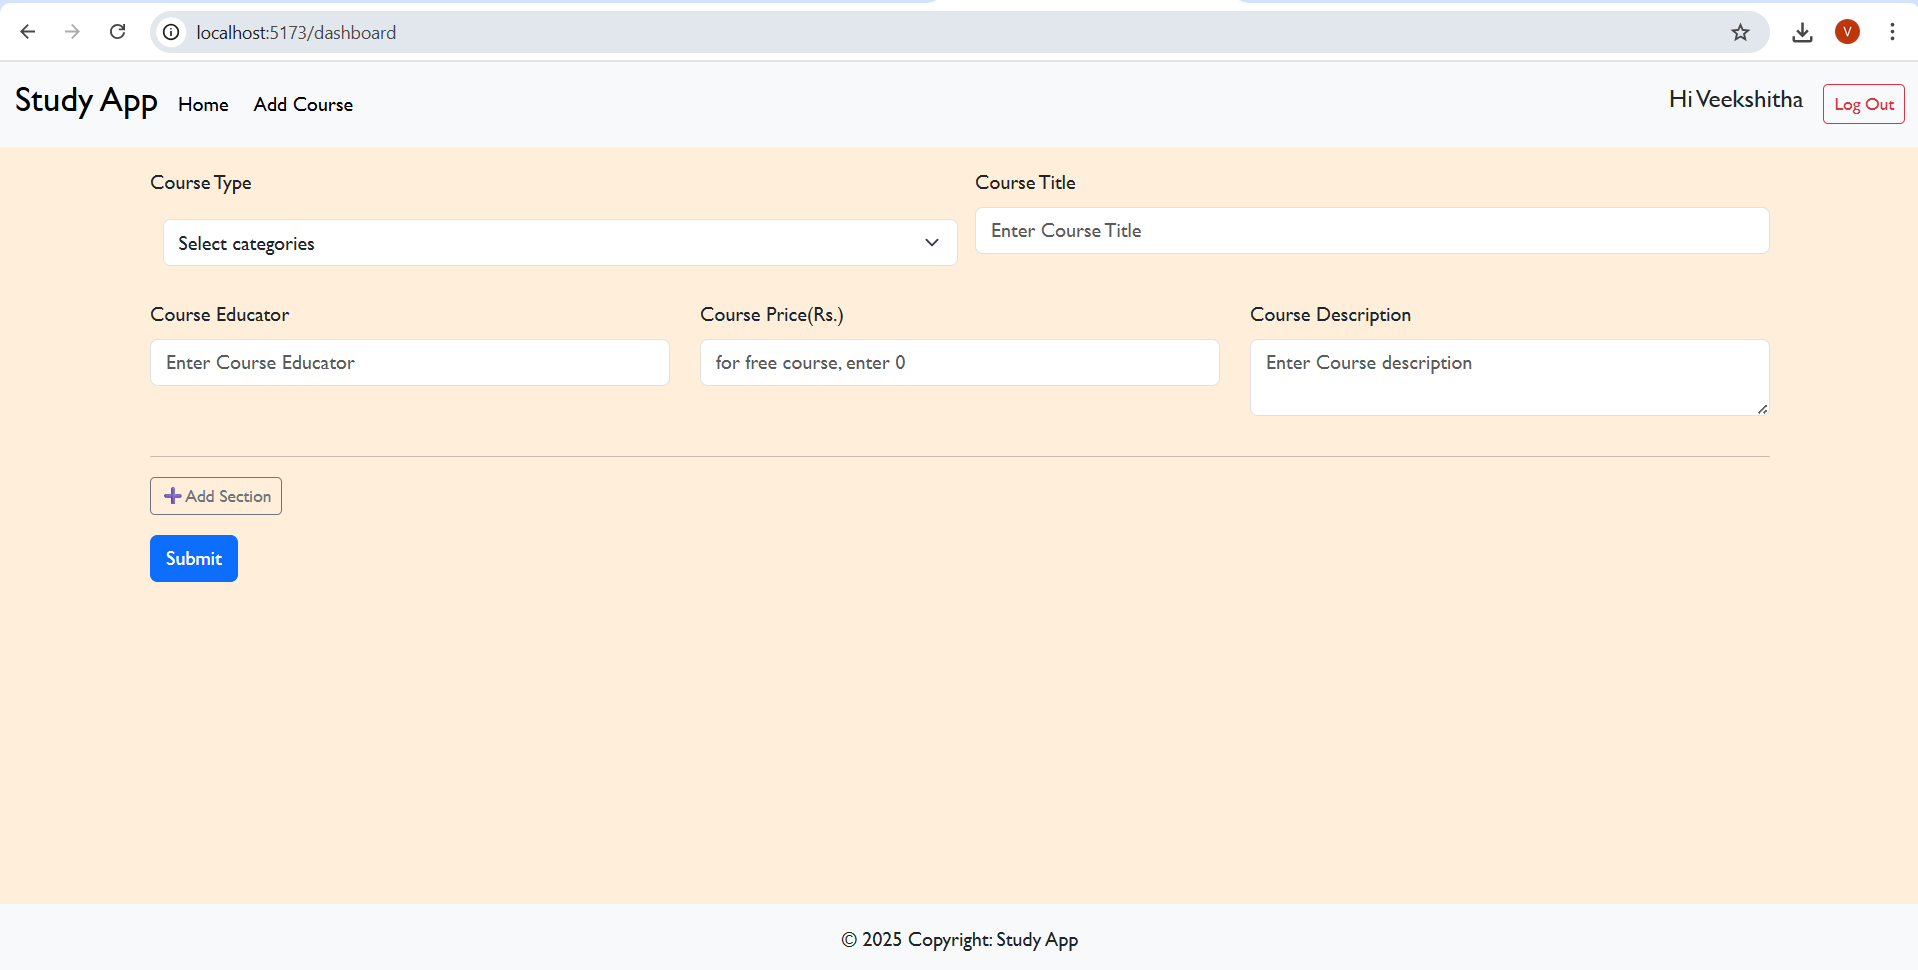 localhost:5173/dashboard
V
Study App Home Add Course Hi Veekshitha Log Out
Course Type Course Title
Select categories Enter Course Title
Course Educator Course Price(Rs.) Course Description
Enter Course Educator for free course, enter 0 Enter Course description
Add Section
Submit
© 2025 Copyright: Study App